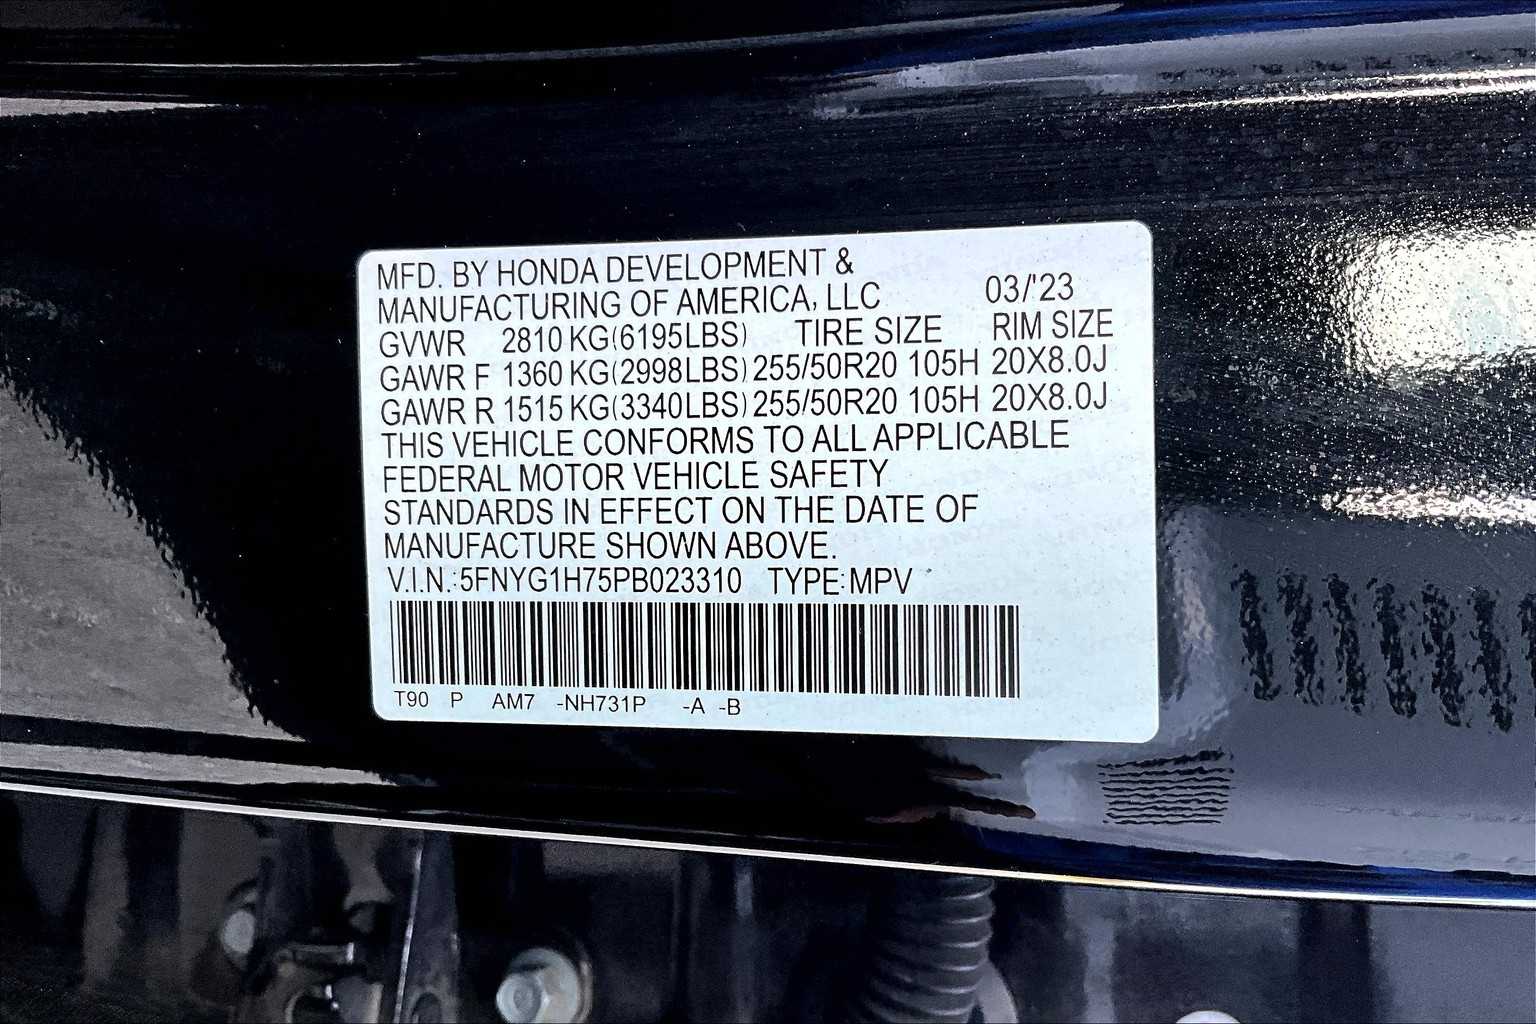 MFD. BY HONDA DEVELOPMENT &
MANUFACTURING OF AMERICA, LLC 03/'23
GVWR 2810 KG(6195LBS) TIRE SIZE RIM SIZE
GAWR F 1360 KG(2998LBS) 255/50R20 105H 20X8.0J
GAWR R 1515 KG(3340LBS) 255/50R20 105H 20X8.0J
THIS VEHICLE CONFORMS TO ALL APPLICABLE
FEDERAL MOTOR VEHICLE SAFETY
STANDARDS IN EFFECT ON THE DATE OF
MANUFACTURE SHOWN ABOVE.
V.I.N.:5FNYG1H75PB023310 TYPE:MPV
T90 P AM7 -NH731P -A -B